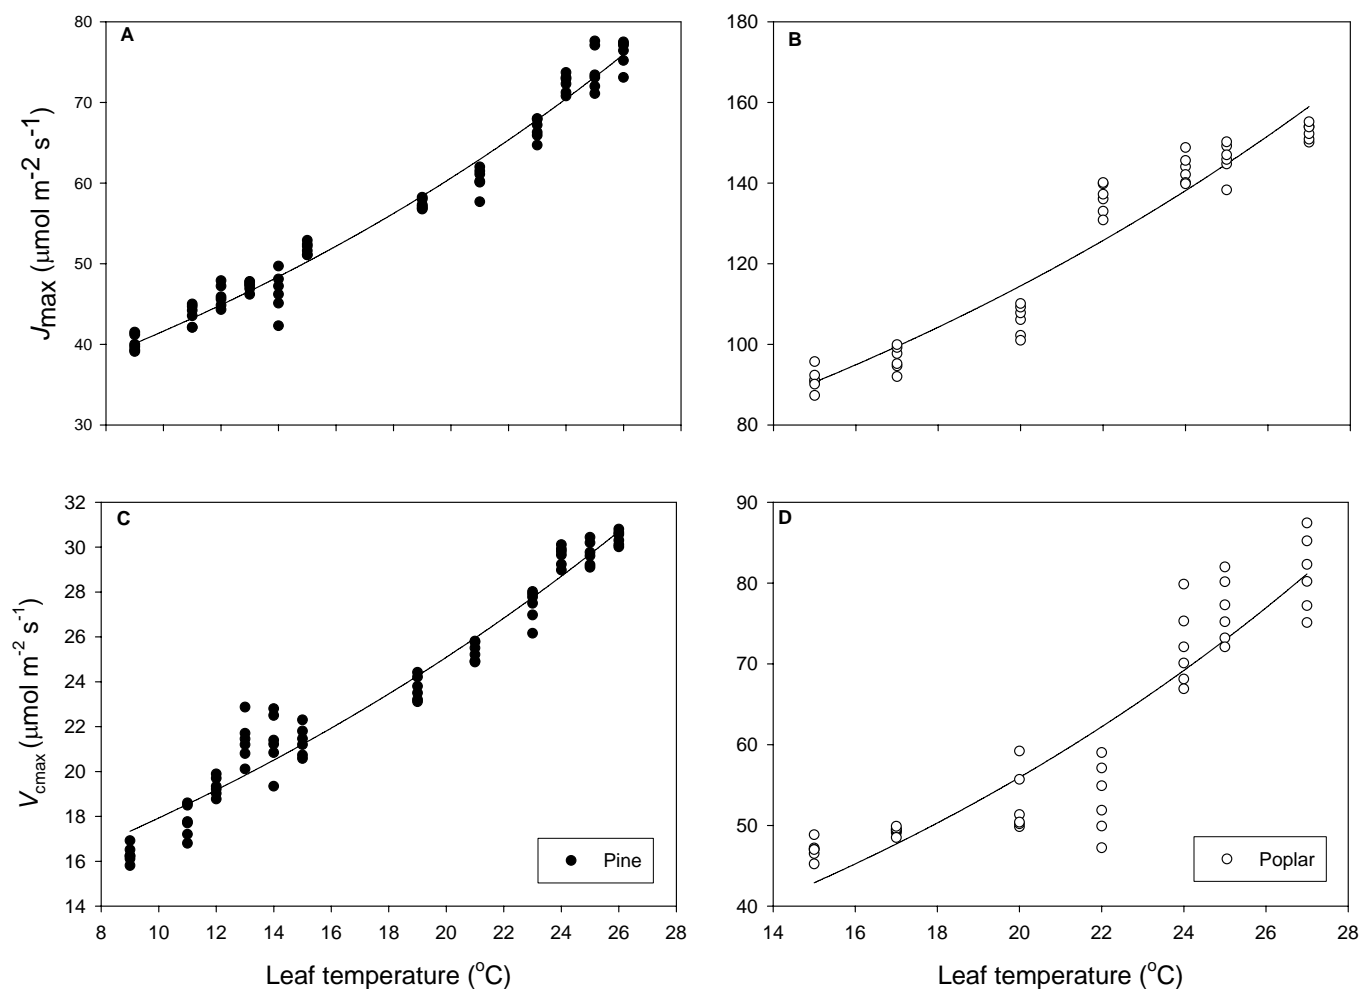 A
B
80
70
60
50
40
30
Jmax (μmol m-2 s-1)
180
160
140
120
100
80
C
D
32
30
28
26
24
22
20
18
16
14
Vcmax (μmol m-2 s-1)
90
80
70
60
50
40
Pine
Poplar
8 10 12 14 16 18 20 22 24 26 28
14 16 18 20 22 24 26 28
Leaf temperature (oC)
Leaf temperature (oC)